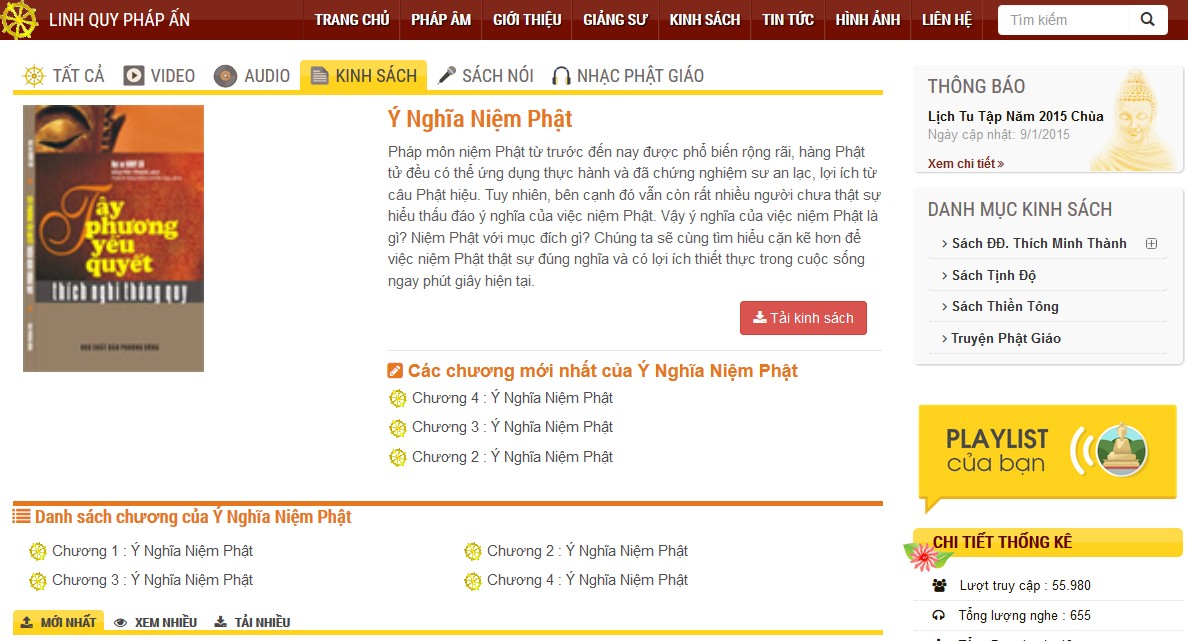 LINH QUY PHÁP ẤN
TRANG CHỦ
PHÁP ÂM
GIỚI THIỆU
GIẢNG SƯ
KINH SÁCH
TIN TỨC
HÌNH ẢNH
LIÊN HỆ
Tìm kiếm
TẤT CẢ
VIDEO
AUDIO
KINH SÁCH
SÁCH NÓI
NHẠC PHẬT GIÁO
Tây
phương
yếu
quyết
thích nghi thông quy
Ý Nghĩa Niệm Phật
Pháp môn niệm Phật từ trước đến nay được phổ biến rộng rãi, hàng Phật
tử đều có thể ứng dụng thực hành và đã chứng nghiệm sư an lạc, lợi ích từ
câu Phật hiệu. Tuy nhiên, bên cạnh đó vẫn còn rất nhiều người chưa thật sự
hiểu thấu đáo ý nghĩa của việc niệm Phật. Vậy ý nghĩa của việc niệm Phật là
gì? Niệm Phật với mục đích gì? Chúng ta sẽ cùng tìm hiểu cặn kẽ hơn để
việc niệm Phật thật sự đúng nghĩa và có lợi ích thiết thực trong cuộc sống
ngay phút giây hiện tại.
Tải kinh sách
Các chương mới nhất của Ý Nghĩa Niệm Phật
Chương 4 : Ý Nghĩa Niệm Phật
Chương 3 : Ý Nghĩa Niệm Phật
Chương 2 : Ý Nghĩa Niệm Phật
Danh sách chương của Ý Nghĩa Niệm Phật
Chương 1 : Ý Nghĩa Niệm Phật
Chương 2 : Ý Nghĩa Niệm Phật
Chương 3 : Ý Nghĩa Niệm Phật
Chương 4 : Ý Nghĩa Niệm Phật
MỚI NHẤT
XEM NHIỀU
TẢI NHIỀU
THÔNG BÁO
Lịch Tu Tập Năm 2015 Chùa
Ngày cập nhật: 9/1/2015
Xem chi tiết »
DANH MỤC KINH SÁCH
Sách ĐĐ. Thích Minh Thành
Sách Tịnh Độ
Sách Thiền Tông
Truyện Phật Giáo
PLAYLIST
của bạn
CHI TIẾT THỐNG KÊ
Lượt truy cập : 55.980
Tổng lượng nghe : 655